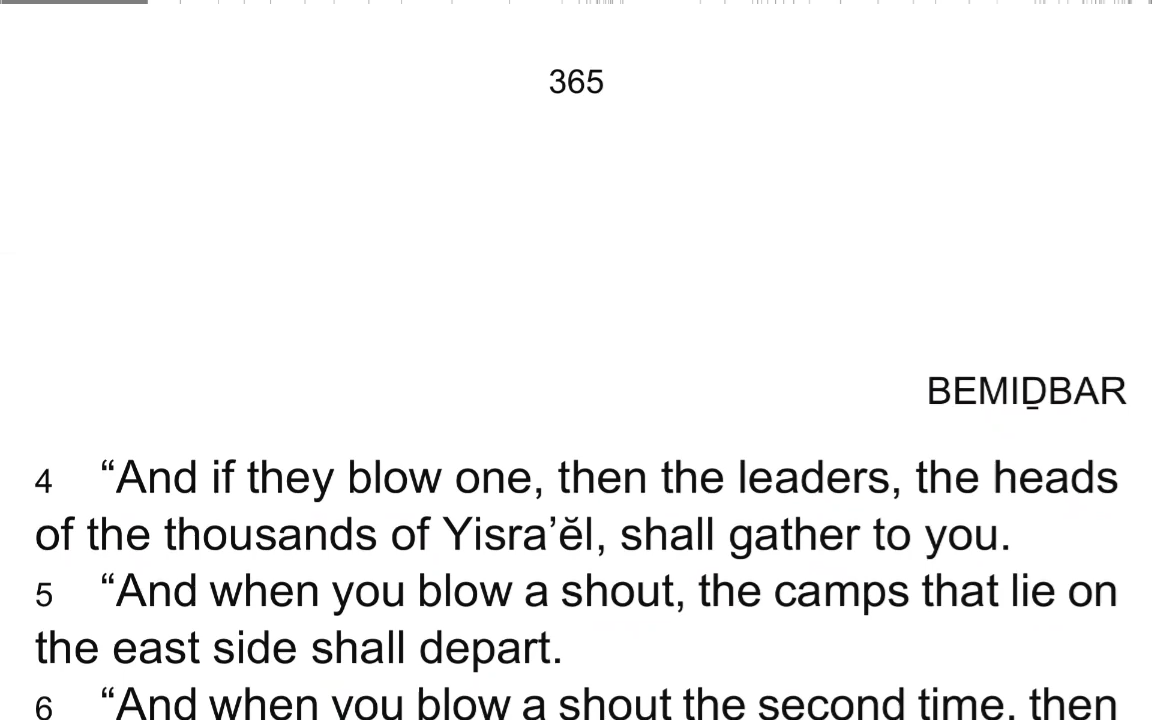 365
BEMIḎBAR
4 “And if they blow one, then the leaders, the heads
of the thousands of Yisra’ĕl, shall gather to you.
5 “And when you blow a shout, the camps that lie on
the east side shall depart.
6 “And when you blow a shout the second time, then